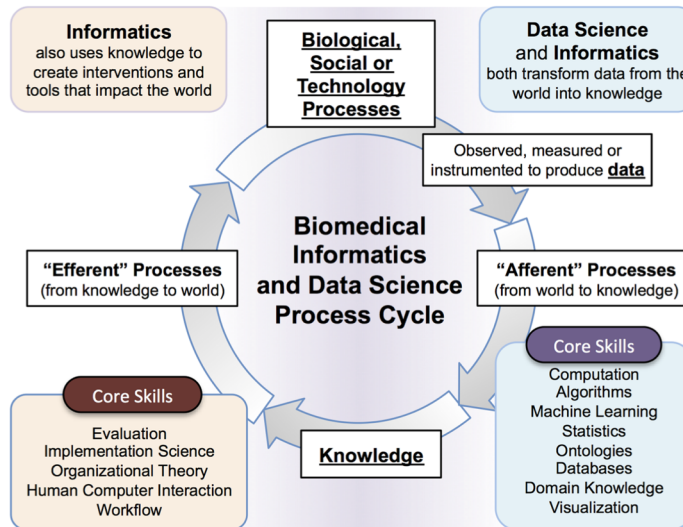 Informatics
also uses knowledge to
create interventions and
tools that impact the world
Biological,
Social or
Technology
Processes
Data Science
and Informatics
both transform data from the
world into knowledge
Observed, measured or
instrumented to produce data
Biomedical
Informatics
and Data Science
Process Cycle
“Efferent” Processes
(from knowledge to world)
“Afferent” Processes
(from world to knowledge)
Core Skills
Evaluation
Implementation Science
Organizational Theory
Human Computer Interaction
Workflow
Knowledge
Core Skills
Computation
Algorithms
Machine Learning
Statistics
Ontologies
Databases
Domain Knowledge
Visualization